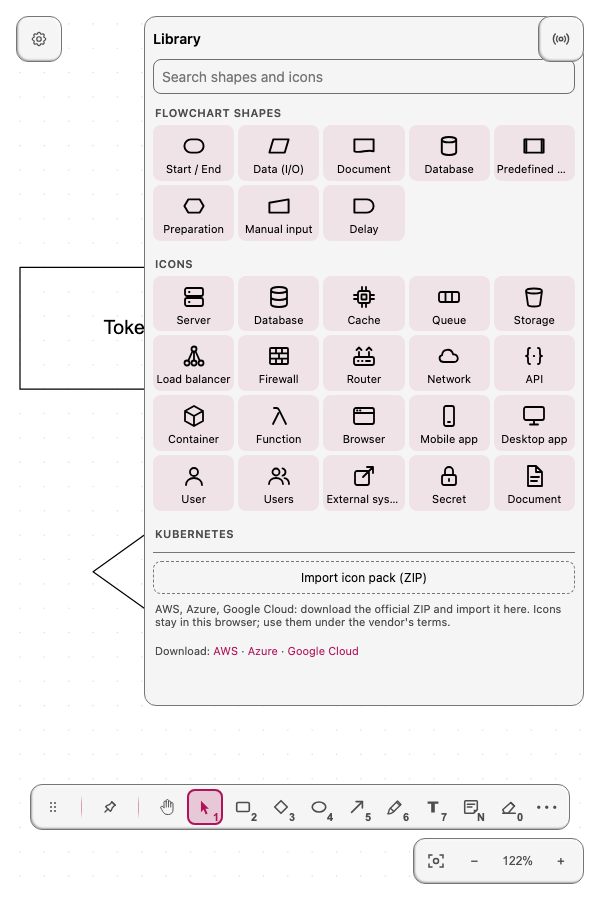 Library
Search shapes and icons
FLOWCHART SHAPES
Start / End
Data (I/O)
Document
Database
Predefined ...
Preparation
Manual input
Delay
ICONS
Server
Database
Cache
Queue
Storage
Load balancer
Firewall
Router
Network
API
Container
Function
Browser
Mobile app
Desktop app
User
Users
External sys...
Secret
Document
KUBERNETES
Import icon pack (ZIP)
AWS, Azure, Google Cloud: download the official ZIP and import it here. Icons
stay in this browser; use them under the vendor's terms.
Download: AWS · Azure · Google Cloud
Toke
1
2
3
4
5
6
T 7
N
0
− 122% +